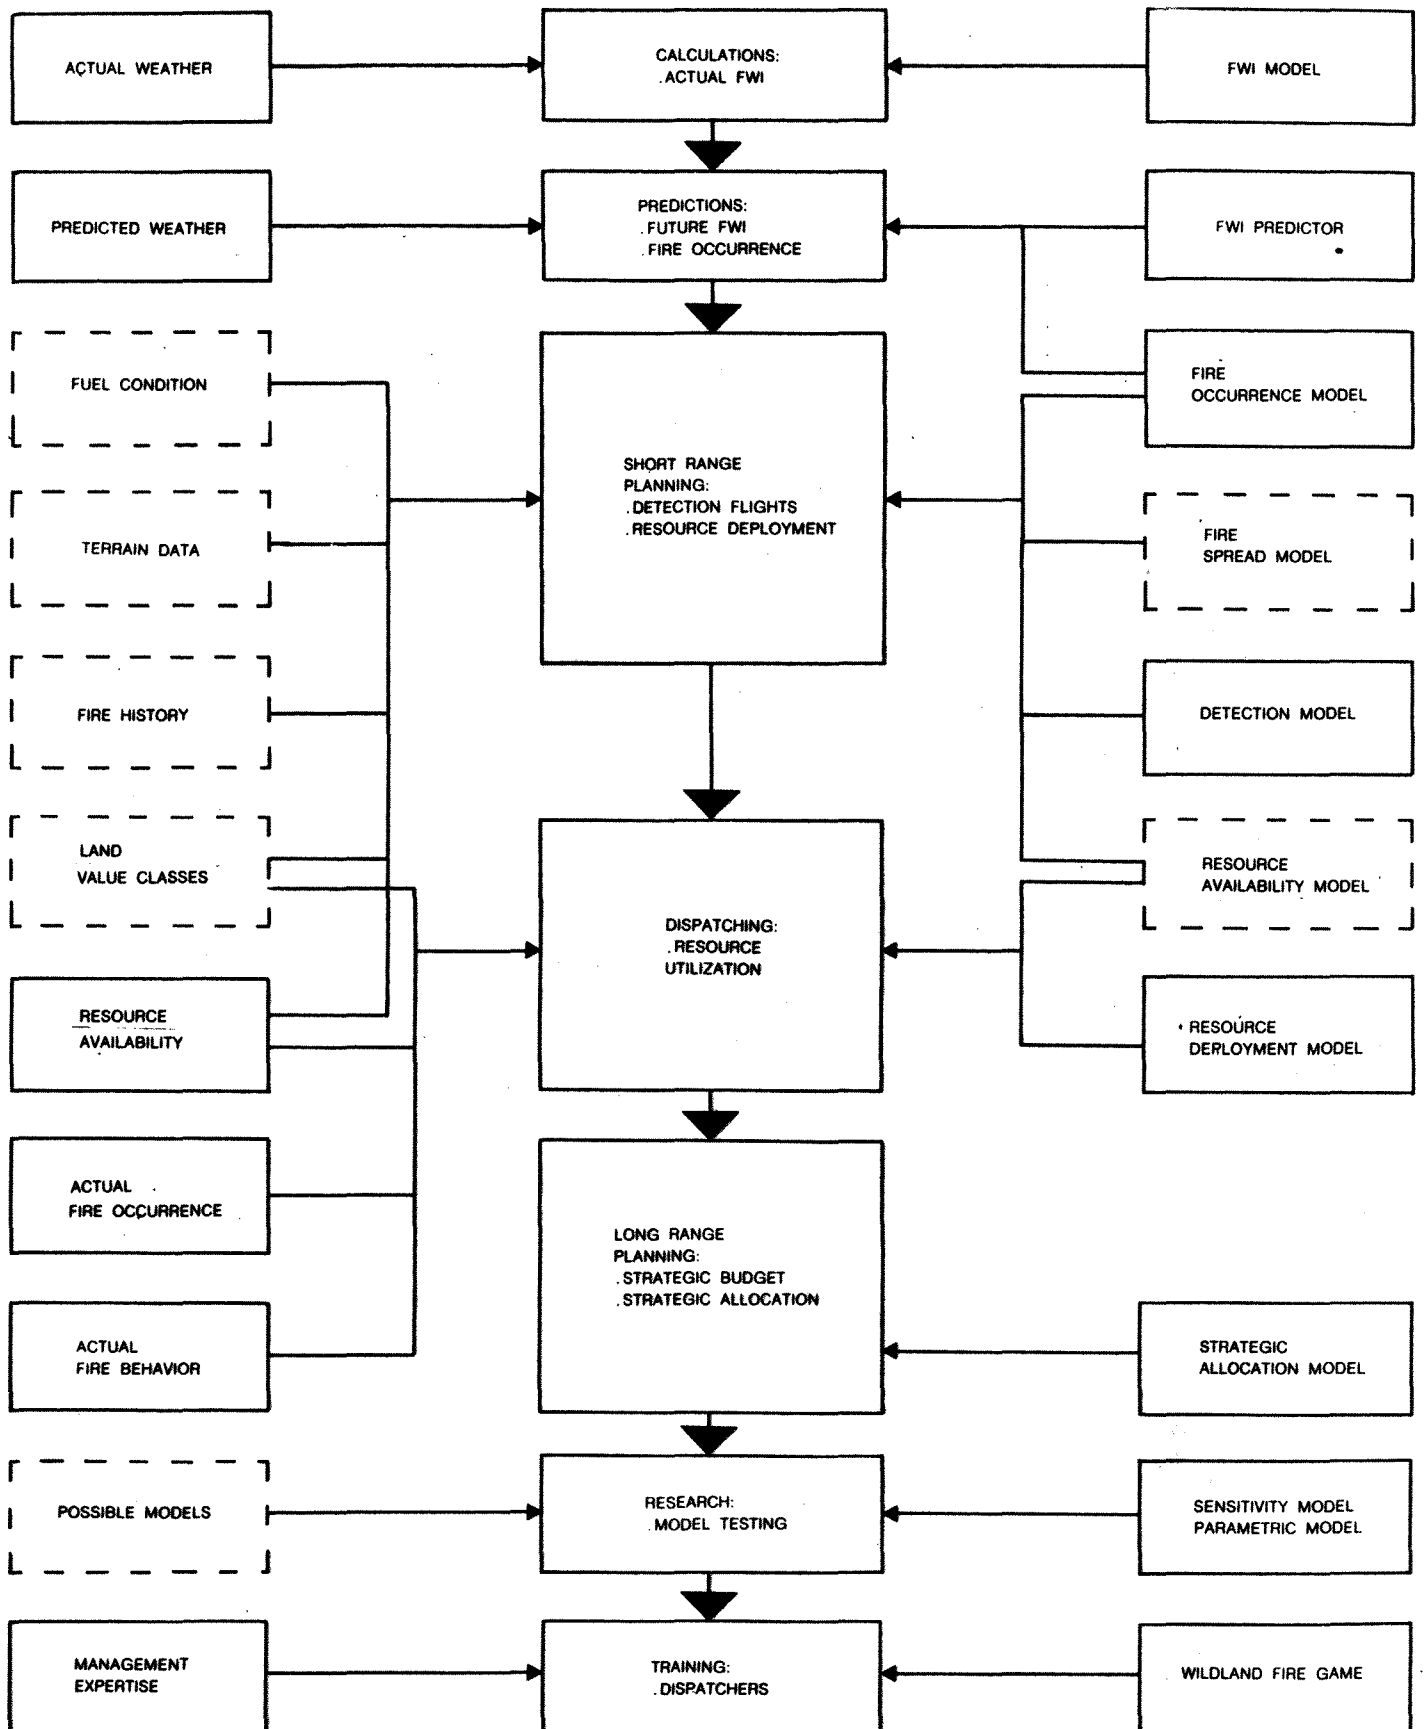 ACTUAL WEATHER
CALCULATIONS:
.ACTUAL FWI
FWI MODEL
PREDICTED WEATHER
PREDICTIONS:
.FUTURE FWI
.FIRE OCCURRENCE
FWI PREDICTOR
FUEL CONDITION
FIRE
OCCURRENCE MODEL
SHORT RANGE
PLANNING:
.DETECTION FLIGHTS
.RESOURCE DEPLOYMENT
TERRAIN DATA
FIRE
SPREAD MODEL
FIRE HISTORY
DETECTION MODEL
LAND
VALUE CLASSES
RESOURCE
AVAILABILITY MODEL
DISPATCHING:
.RESOURCE
UTILIZATION
RESOURCE
AVAILABILITY
RESOURCE
DEPLOYMENT MODEL
ACTUAL
FIRE OCCURRENCE
LONG RANGE
PLANNING:
.STRATEGIC BUDGET
.STRATEGIC ALLOCATION
ACTUAL
FIRE BEHAVIOR
STRATEGIC
ALLOCATION MODEL
POSSIBLE MODELS
RESEARCH:
.MODEL TESTING
SENSITIVITY MODEL
PARAMETRIC MODEL
MANAGEMENT
EXPERTISE
TRAINING:
.DISPATCHERS
WILDLAND FIRE GAME